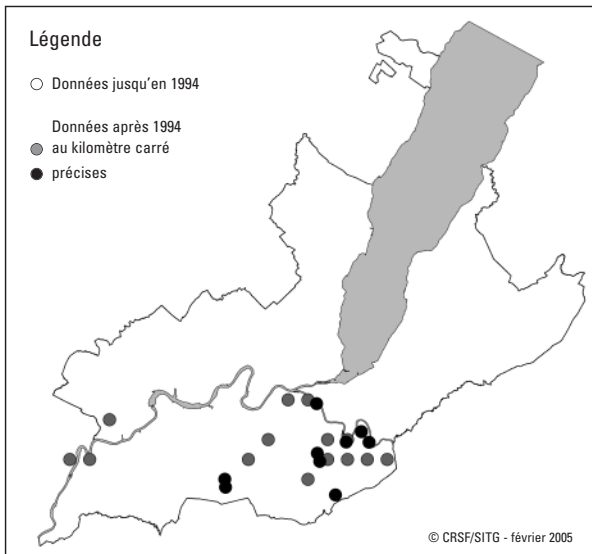 Légende
Données jusqu'en 1994
Données après 1994
au kilomètre carré
précises
© CRSF/SITG - février 2005